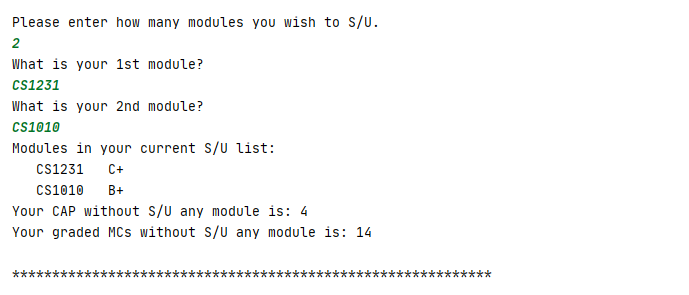 Please enter how many modules you wish to S/U.
2
What is your 1st module?
CS1231
What is your 2nd module?
CS1010
Modules in your current S/U list:
   CS1231   C+
   CS1010   B+
Your CAP without S/U any module is: 4
Your graded MCs without S/U any module is: 14
************************************************************